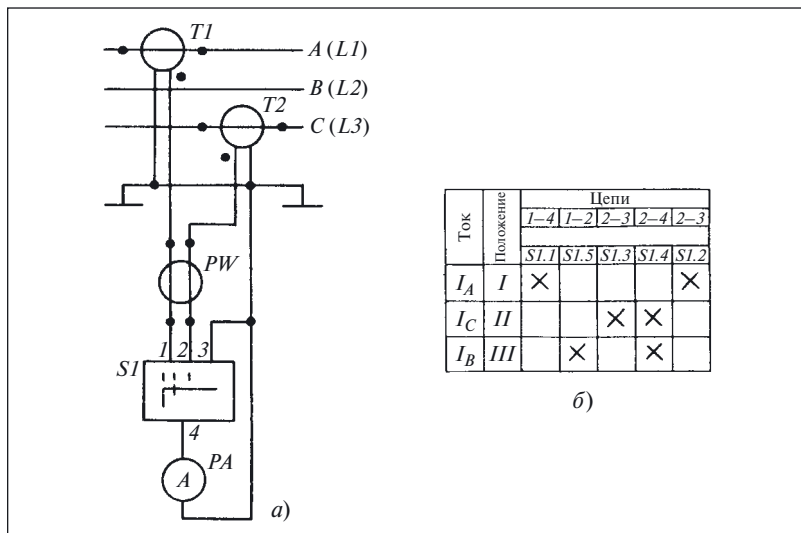 T1
A (L1)
B (L2)
T2
C (L3)
PW
1 2 3
S1
4
PA
A
а)
Ток
Положение
Цепи
1–4 1–2 2–3 2–4 2–3
S1.1 S1.5 S1.3 S1.4 S1.2
I_A I × ×
I_C II × ×
I_B III × ×
б)